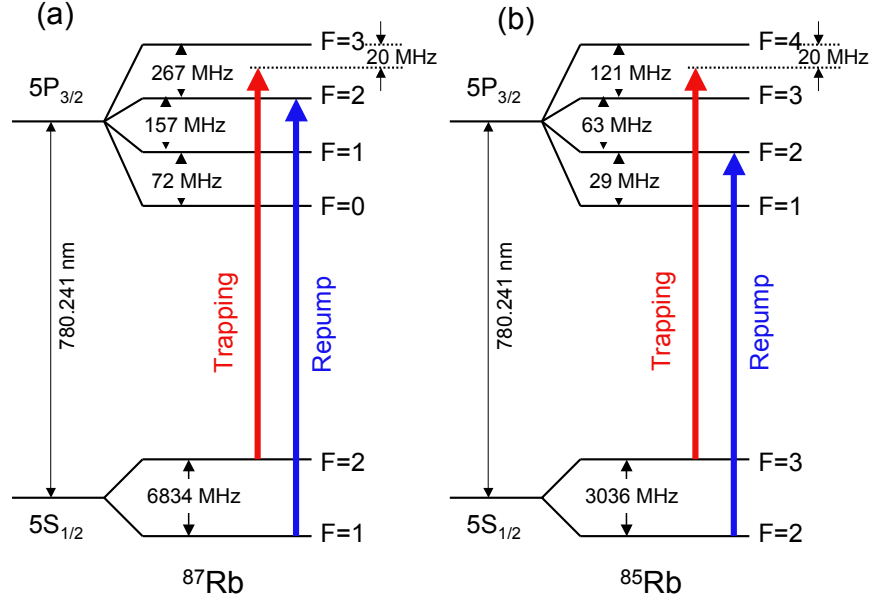 (a)
F=3
20 MHz
267 MHz
5P3/2
F=2
157 MHz
F=1
72 MHz
F=0
780.241 nm
Trapping
Repump
F=2
6834 MHz
5S1/2
F=1
87Rb
(b)
F=4
20 MHz
121 MHz
5P3/2
F=3
63 MHz
F=2
29 MHz
F=1
780.241 nm
Trapping
Repump
F=3
3036 MHz
5S1/2
F=2
85Rb